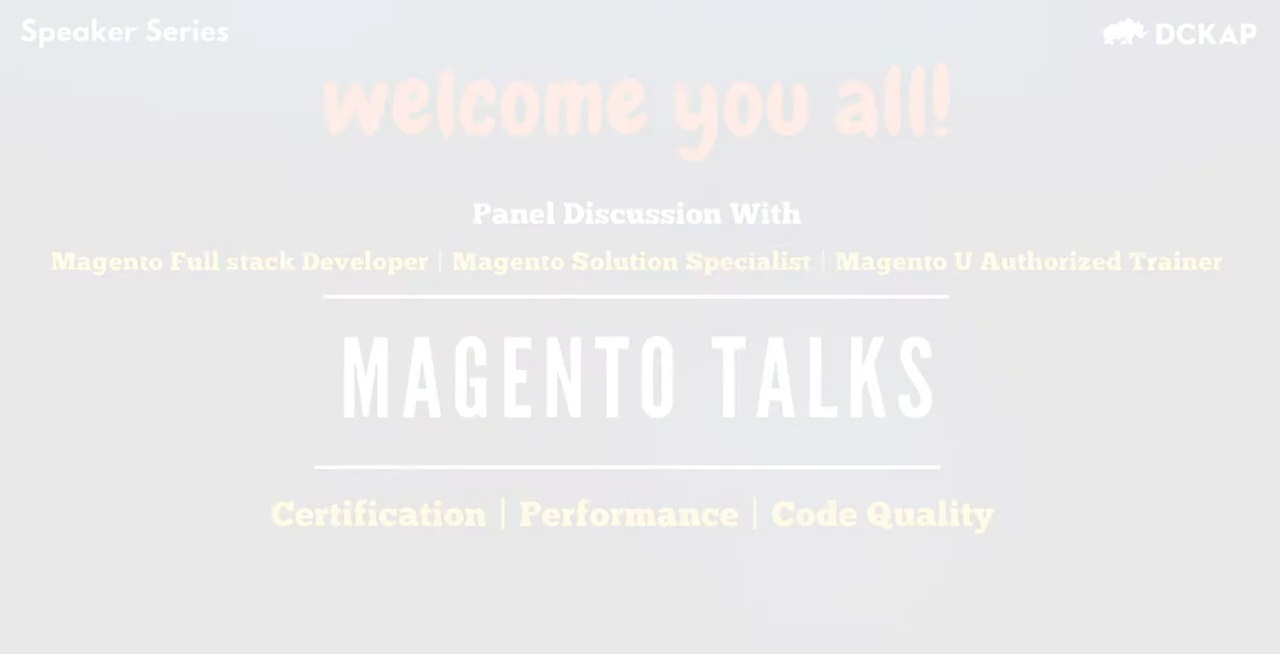 Speaker Series
DCKAP
welcome you all!
Panel Discussion With
Magento Full stack Developer | Magento Solution Specialist | Magento U Authorized Trainer
MAGENTO TALKS
Certification | Performance | Code Quality